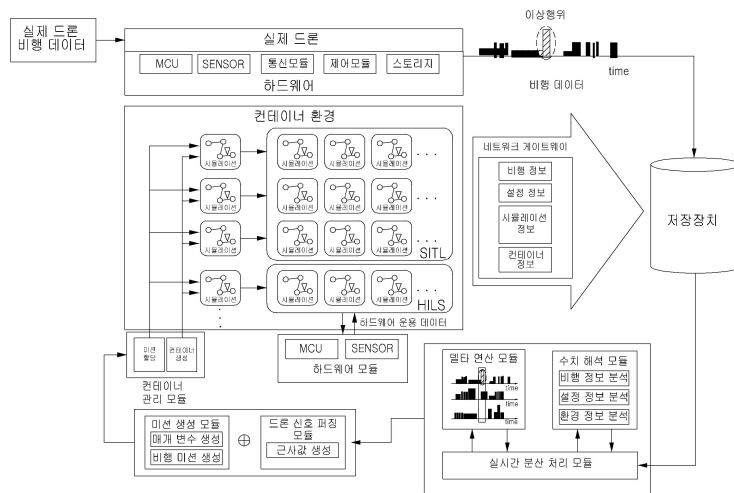 실제 드론
비행 데이터
실제 드론
MCU
SENSOR
통신모듈
제어모듈
스토리지
하드웨어
이상행위
time
비행 데이터
컨테이너 환경
시뮬레이션
시뮬레이션
시뮬레이션
시뮬레이션
. . .
시뮬레이션
시뮬레이션
시뮬레이션
시뮬레이션
. . .
시뮬레이션
시뮬레이션
시뮬레이션
시뮬레이션
. . .
SITL
시뮬레이션
시뮬레이션
시뮬레이션
시뮬레이션
. . .
HILS
네트워크 게이트웨이
비행 정보
설정 정보
시뮬레이션
정보
컨테이너
정보
저장장치
하드웨어 운용 데이터
MCU
SENSOR
하드웨어 모듈
미션
할당
컨테이너
생성
컨테이너
관리 모듈
미션 생성 모듈
매개 변수 생성
비행 미션 생성
⊕
드론 신호 퍼징
모듈
근사값 생성
델타 연산 모듈
time
time
time
수치 해석 모듈
비행 정보 분석
설정 정보 분석
환경 정보 분석
실시간 분산 처리 모듈